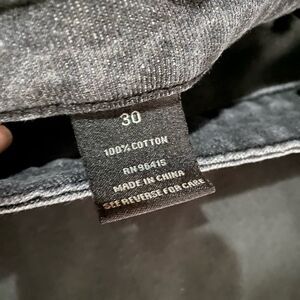 30
100% COTTON
RN 96415
MADE IN CHINA
SEE REVERSE FOR CARE